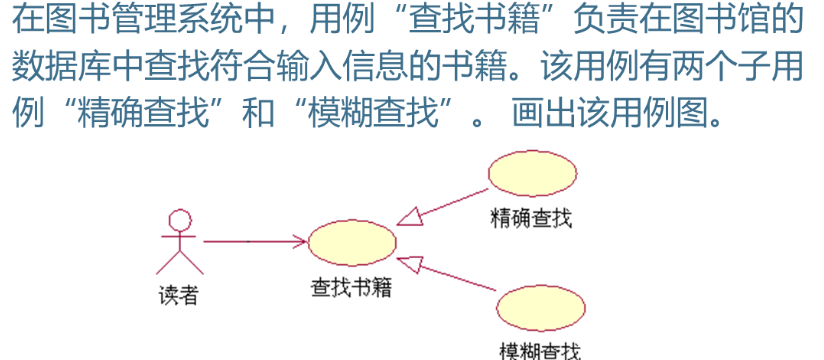 在图书管理系统中，用例“查找书籍”负责在图书馆的
数据库中查找符合输入信息的书籍。该用例有两个子用
例“精确查找”和“模糊查找”。 画出该用例图。
精确查找
查找书籍
读者
模糊查找